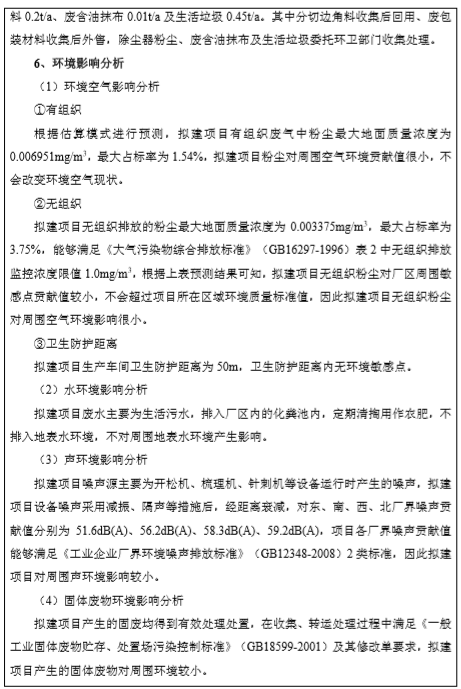 料 0.2t/a、废含油抹布 0.01t/a 及生活垃圾 0.45t/a。其中分切边角料收集后回用、废包
装材料收集后外售，除尘器粉尘、废含油抹布及生活垃圾委托环卫部门收集处理。
6、环境影响分析
（1）环境空气影响分析
①有组织
根据估算模式进行预测，拟建项目有组织废气中粉尘最大地面质量浓度为
0.006951mg/m³，最大占标率为 1.54%，拟建项目粉尘对周围空气环境贡献值很小，不
会改变环境空气现状。
②无组织
拟建项目无组织排放的粉尘最大地面质量浓度为 0.003375mg/m³，最大占标率为
3.75%，能够满足《大气污染物综合排放标准》（GB16297-1996）表 2 中无组织排放
监控浓度限值 1.0mg/m³，根据上表预测结果可知，拟建项目无组织粉尘对厂区周围敏
感点贡献值较小，不会超过项目所在区域环境质量标准值，因此拟建项目无组织粉尘
对周围空气环境影响很小。
③卫生防护距离
拟建项目生产车间卫生防护距离为 50m，卫生防护距离内无环境敏感点。
（2）水环境影响分析
拟建项目废水主要为生活污水，排入厂区内的化粪池内，定期清掏用作农肥，不
排入地表水环境，不对周围地表水环境产生影响。
（3）声环境影响分析
拟建项目噪声源主要为开松机、梳理机、针刺机等设备运行时产生的噪声，拟建
项目设备噪声采用减振、隔声等措施后，经距离衰减，对东、南、西、北厂界噪声贡
献值分别为 51.6dB(A)、56.2dB(A)、58.3dB(A)、59.2dB(A)，项目各厂界噪声贡献值
能够满足《工业企业厂界环境噪声排放标准》（GB12348-2008）2 类标准，因此拟建
项目对周围声环境影响较小。
（4）固体废物环境影响分析
拟建项目产生的固废均得到有效处理处置，在收集、转运处理过程中满足《一般
工业固体废物贮存、处置场污染控制标准》（GB18599-2001）及其修改单要求，拟建
项目产生的固体废物对周围环境较小。